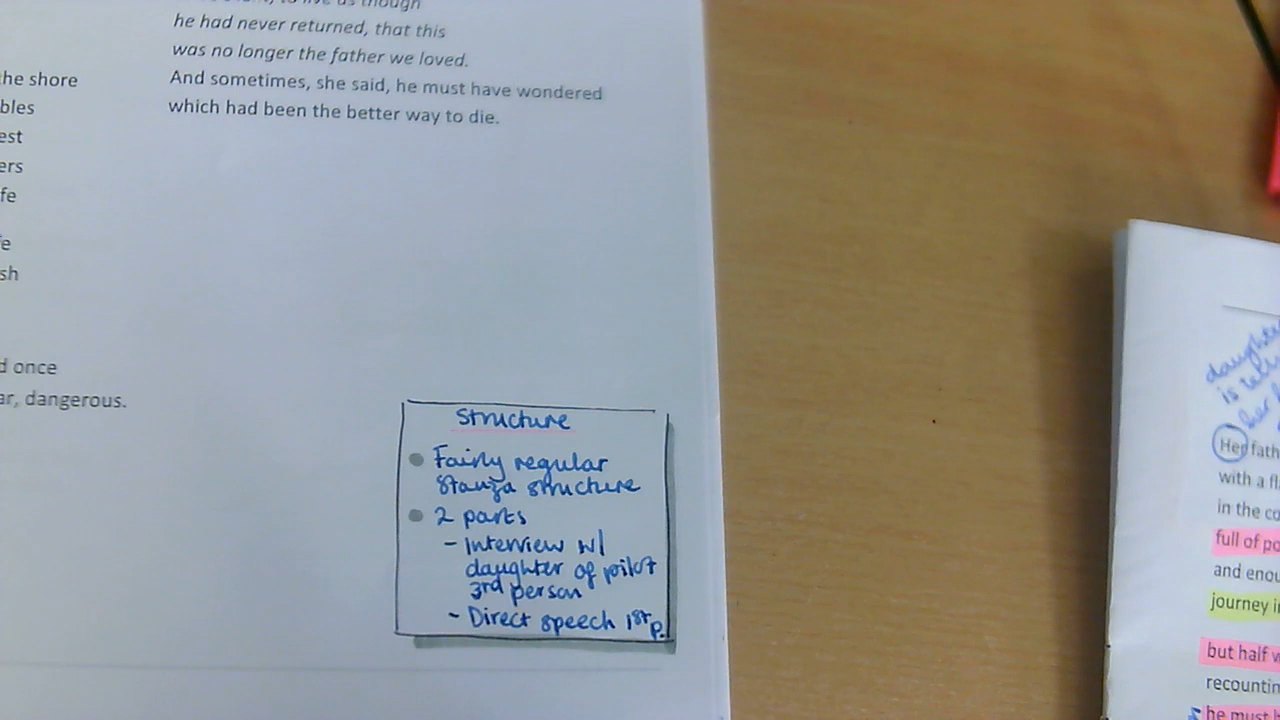 he had never returned, that this
was no longer the father we loved.
And sometimes, she said, he must have wondered
which had been the better way to die.
he shore
bles
est
ers
fe
e
sh
d once
ar, dangerous.
Structure
Fairly regular
stanza structure
2 parts
- Interview w/
daughter of pilot
3rd person
- Direct speech 1st p.
daughte
is
her
Her fath
with a fl
in the co
full of po
and enou
journey i
but half w
recountin
he must